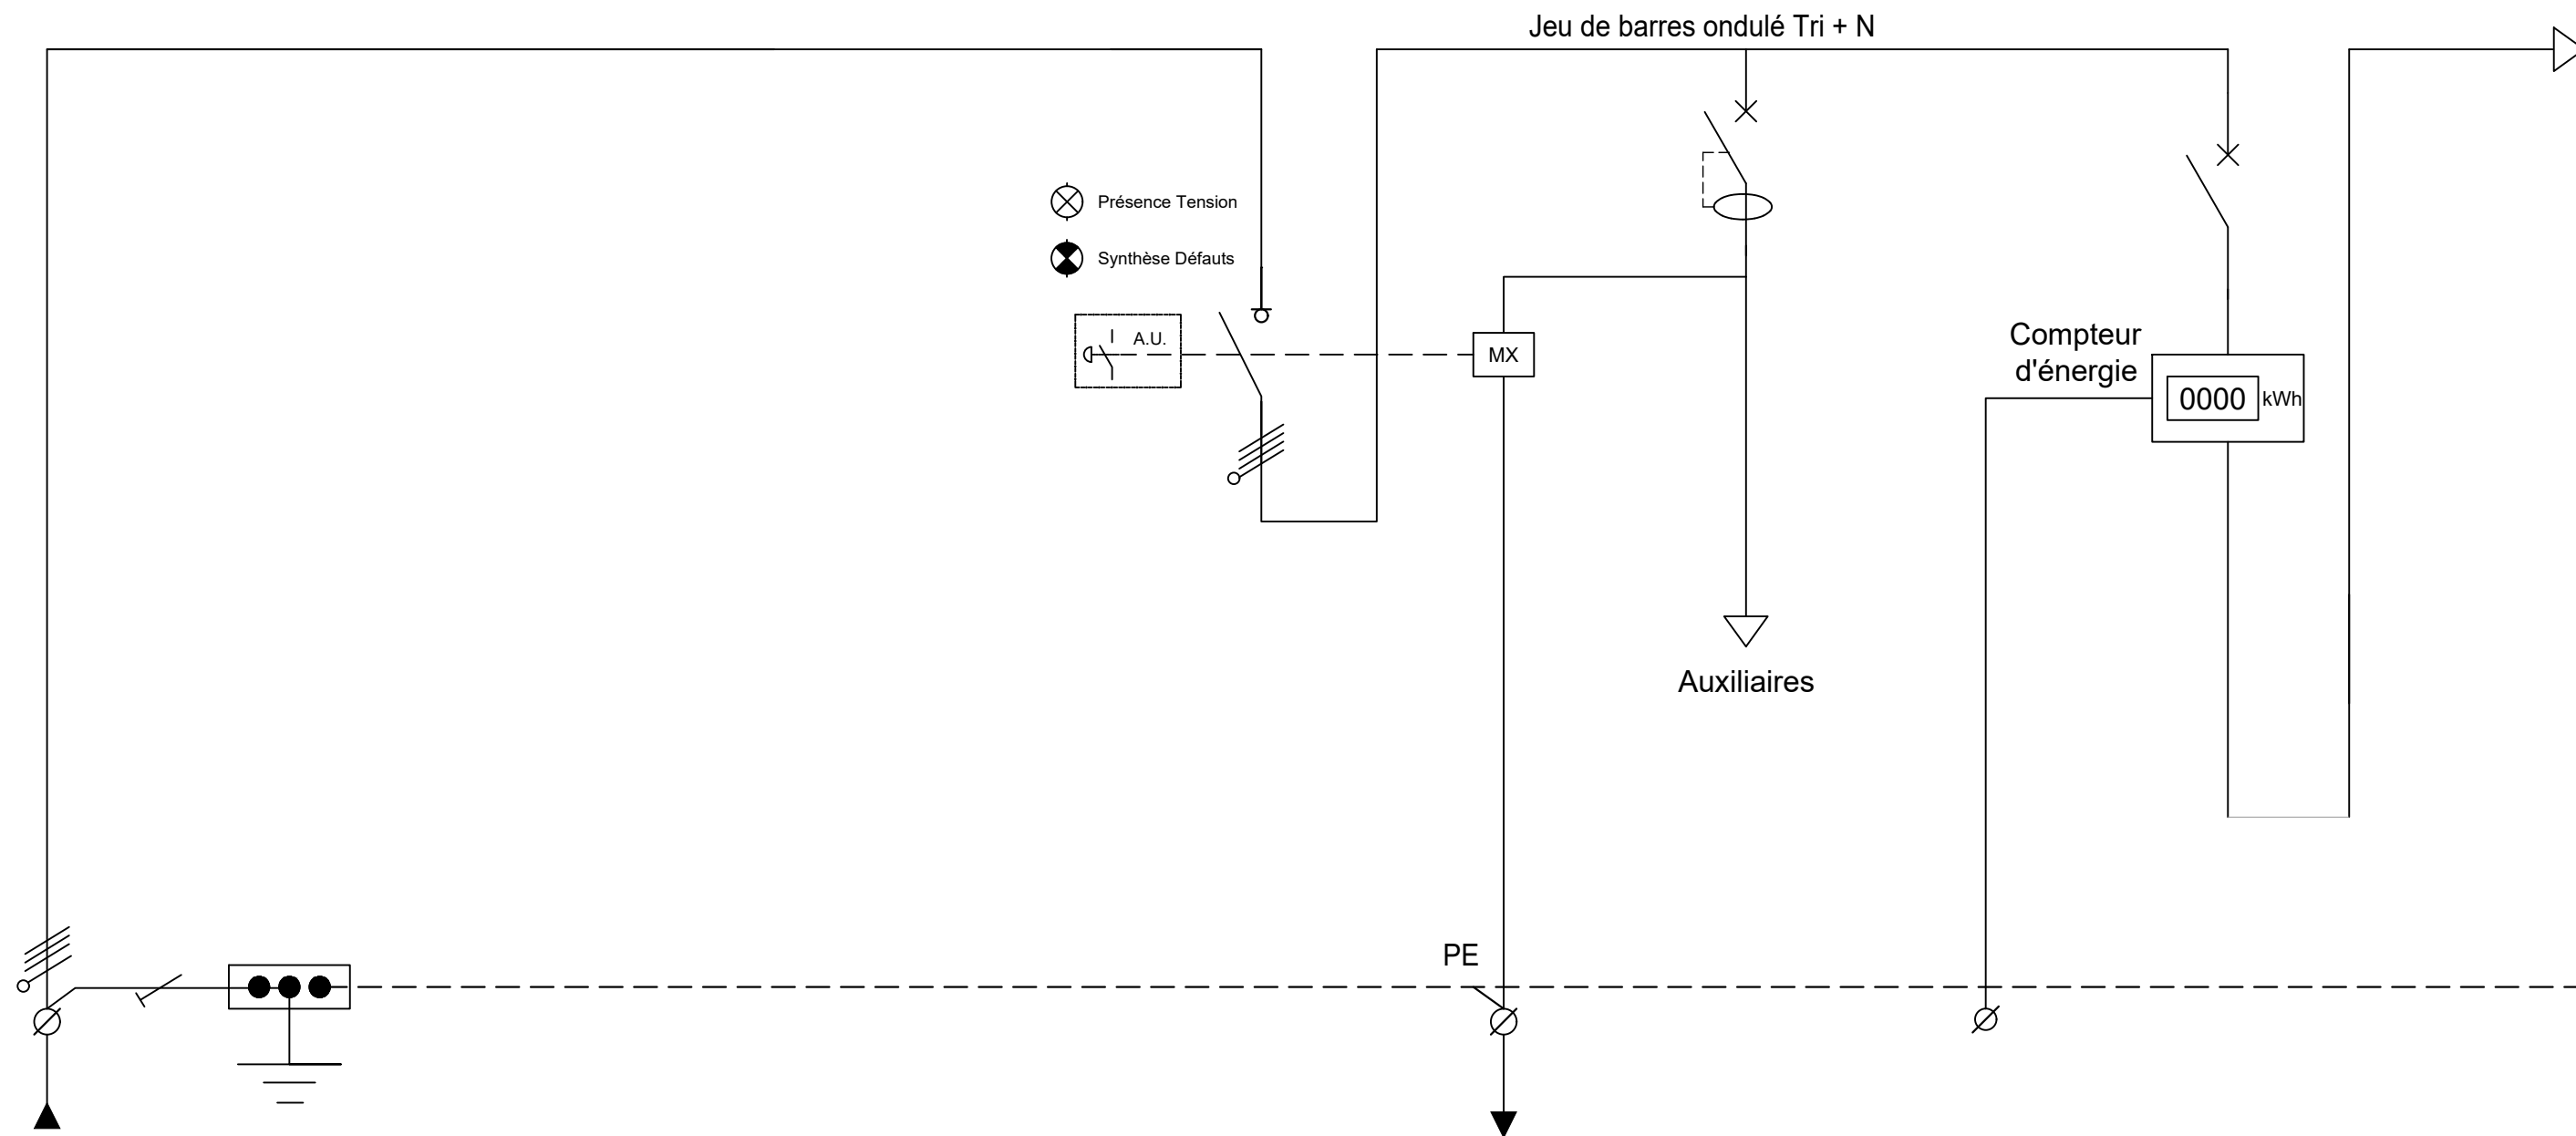 Jeu de barres ondulé Tri + N
Présence Tension
Synthèse Défauts
A.U.
MX
Compteur
d'énergie
0000 kWh
Auxiliaires
PE